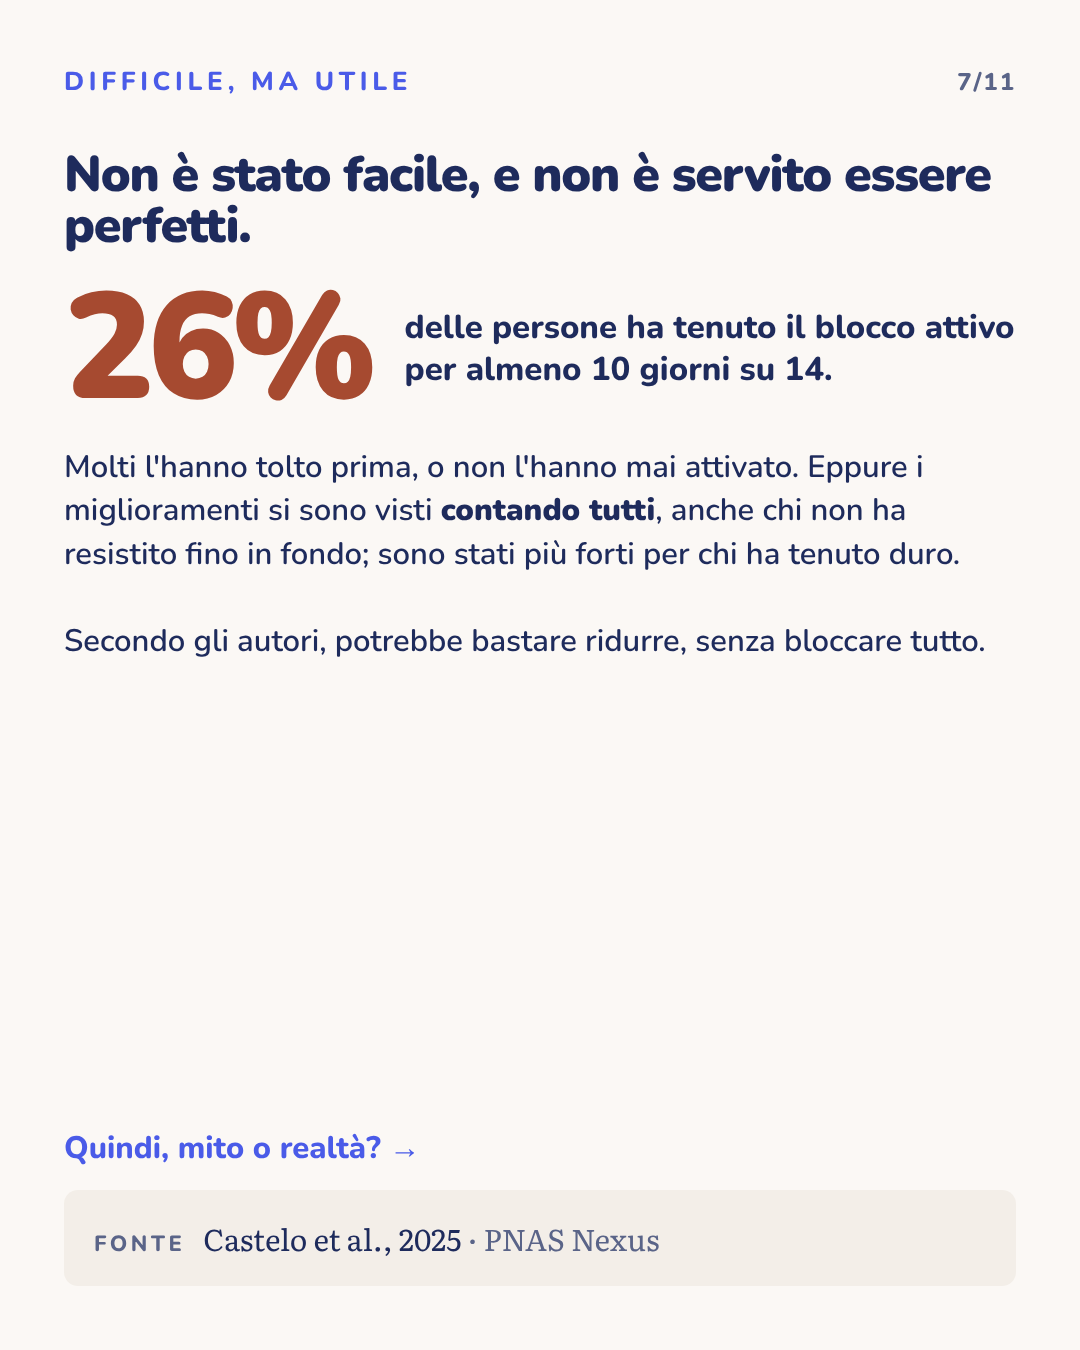 DIFFICILE, MA UTILE
7/11
Non è stato facile, e non è servito essere
perfetti.
26%
delle persone ha tenuto il blocco attivo
per almeno 10 giorni su 14.
Molti l'hanno tolto prima, o non l'hanno mai attivato. Eppure i
miglioramenti si sono visti contando tutti, anche chi non ha
resistito fino in fondo; sono stati più forti per chi ha tenuto duro.
Secondo gli autori, potrebbe bastare ridurre, senza bloccare tutto.
Quindi, mito o realtà? →
FONTE Castelo et al., 2025 · PNAS Nexus